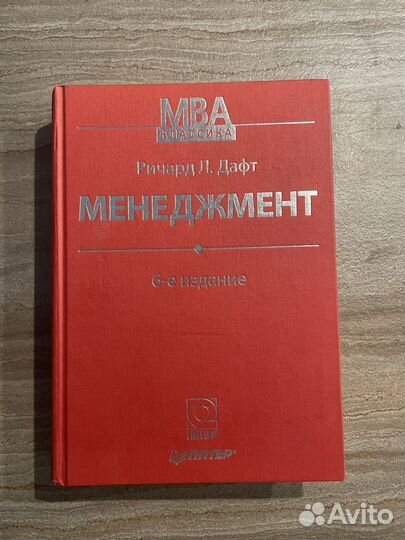 MBA
КЛАССИКА
Ричард Л. Дафт
МЕНЕДЖМЕНТ
6-е издание
ПИТЕР
Avito